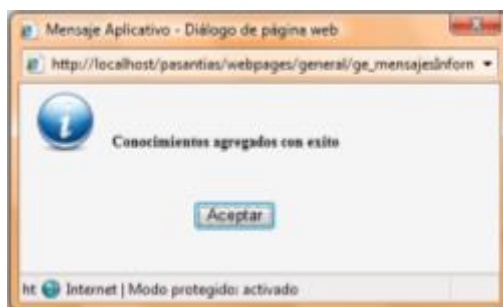 Mensaje Aplicativo - Diálogo de página web
http://localhost/pasantias/webpages/general/ge_mensajesInforn
Conocimientos agregados con exito
Aceptar
ht Internet | Modo protegido: activado